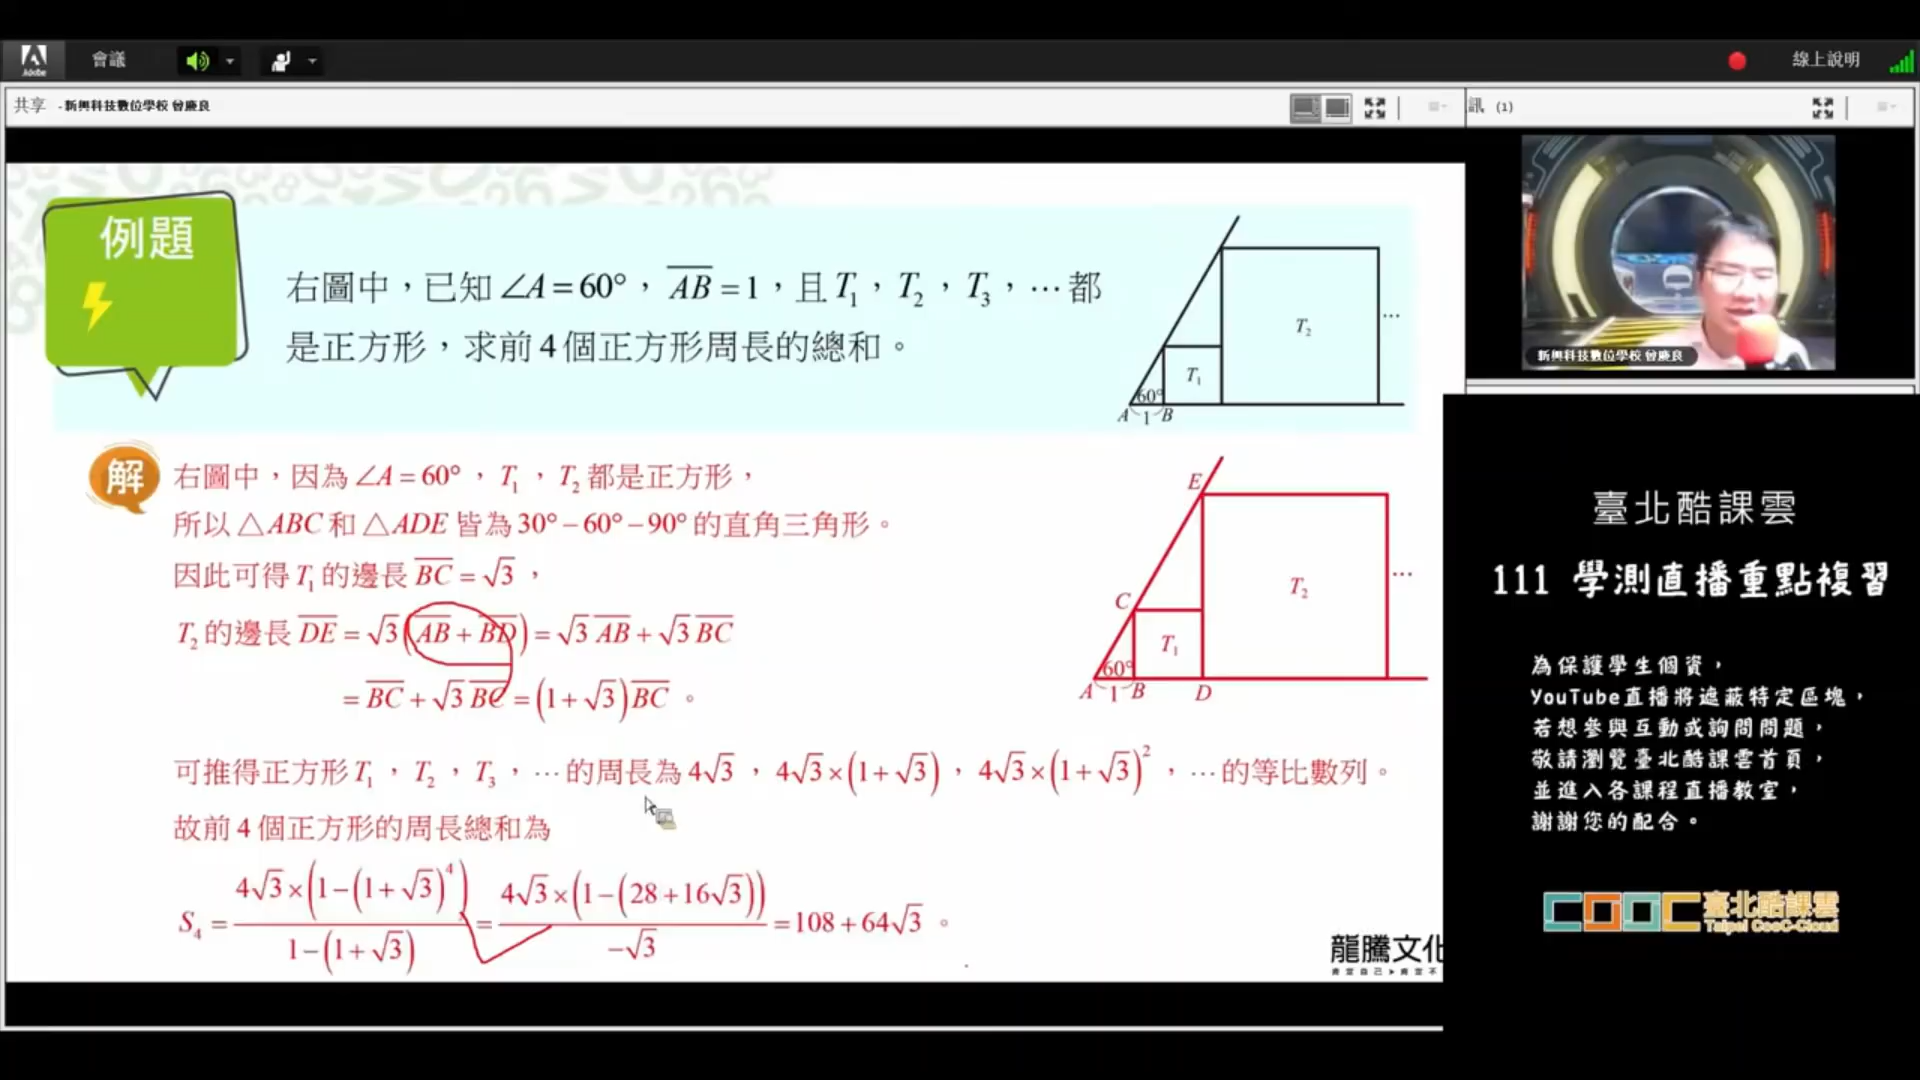 Adobe
會議
線上說明
共享 - 新興科技數位學校 曾慶良
訊 (1)
例題
右圖中，已知 ∠A = 60°，AB = 1，且 T₁，T₂，T₃，⋯ 都
是正方形，求前 4 個正方形周長的總和。
T₂
...
T₁
60°
A 1 B
新興科技數位學校 曾慶良
解
右圖中，因為 ∠A = 60°，T₁，T₂ 都是正方形，
所以 △ABC 和 △ADE 皆為 30° − 60° − 90° 的直角三角形。
因此可得 T₁ 的邊長 BC = √3，
T₂ 的邊長 DE = √3(AB + BD) = √3 AB + √3 BC
= BC + √3 BC = (1 + √3) BC。
可推得正方形 T₁，T₂，T₃，⋯ 的周長為 4√3，4√3 × (1 + √3)，4√3 × (1 + √3)²，⋯ 的等比數列。
故前 4 個正方形的周長總和為
S₄ = 4√3 × (1 − (1 + √3)⁴) / (1 − (1 + √3)) = 4√3 × (1 − (28 + 16√3)) / (−√3) = 108 + 64√3。
E
T₂
...
C
T₁
60°
A 1 B D
龍騰文化
肯定自己 ▸ 肯定不
臺北酷課雲
111 學測直播重點複習
為保護學生個資，
YouTube直播將遮蔽特定區塊，
若想參與互動或詢問問題，
敬請瀏覽臺北酷課雲首頁，
並進入各課程直播教室，
謝謝您的配合。
COOC 臺北酷課雲
Taipei CooC-Cloud